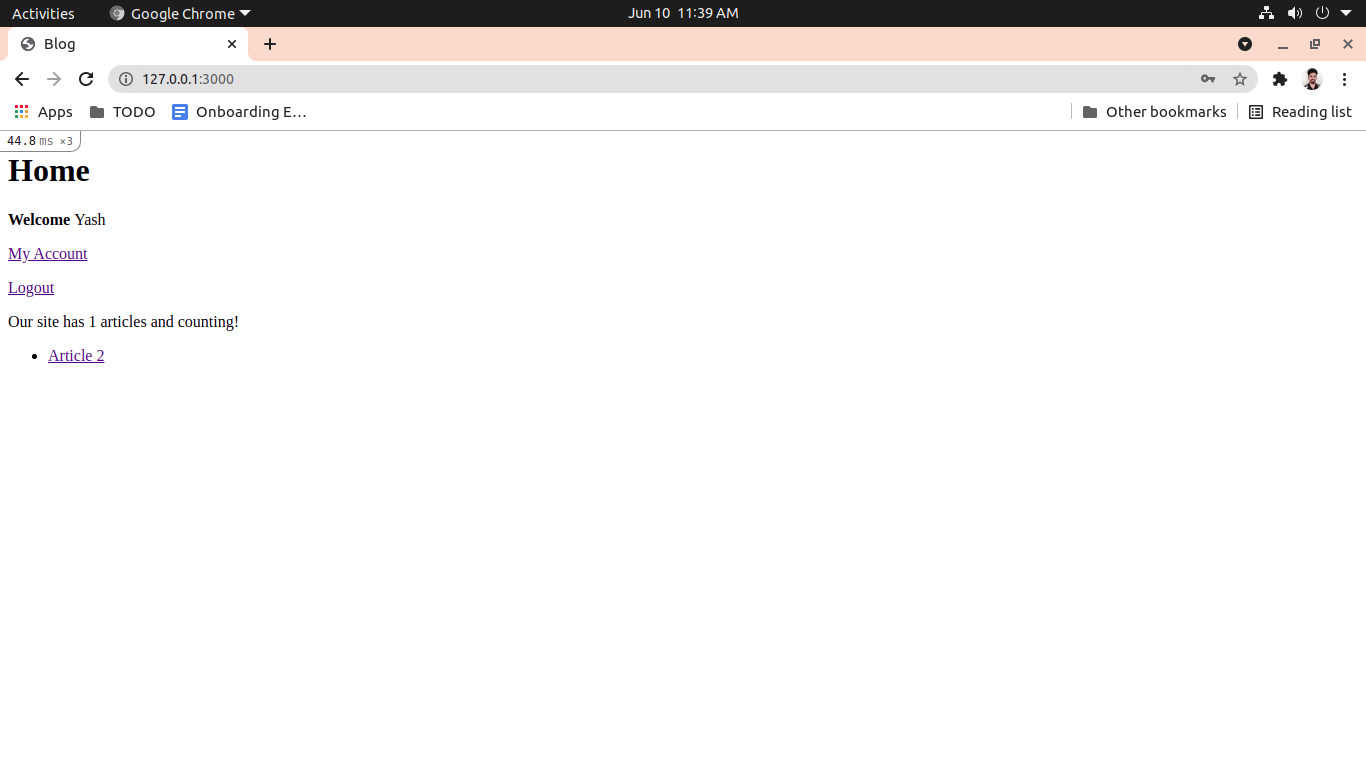 Activities Google Chrome Jun 10 11:39 AM
Blog
127.0.0.1:3000
Apps TODO Onboarding E... Other bookmarks Reading list
44.8 ms ×3
Home
Welcome Yash
My Account
Logout
Our site has 1 articles and counting!
Article 2